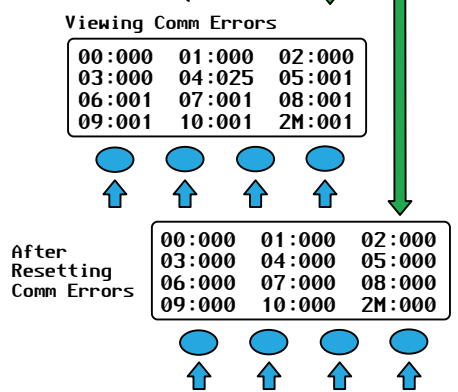 Viewing Comm Errors
00:000 01:000 02:000
03:000 04:025 05:001
06:001 07:001 08:001
09:001 10:001 2M:001
After
Resetting
Comm Errors
00:000 01:000 02:000
03:000 04:000 05:000
06:000 07:000 08:000
09:000 10:000 2M:000